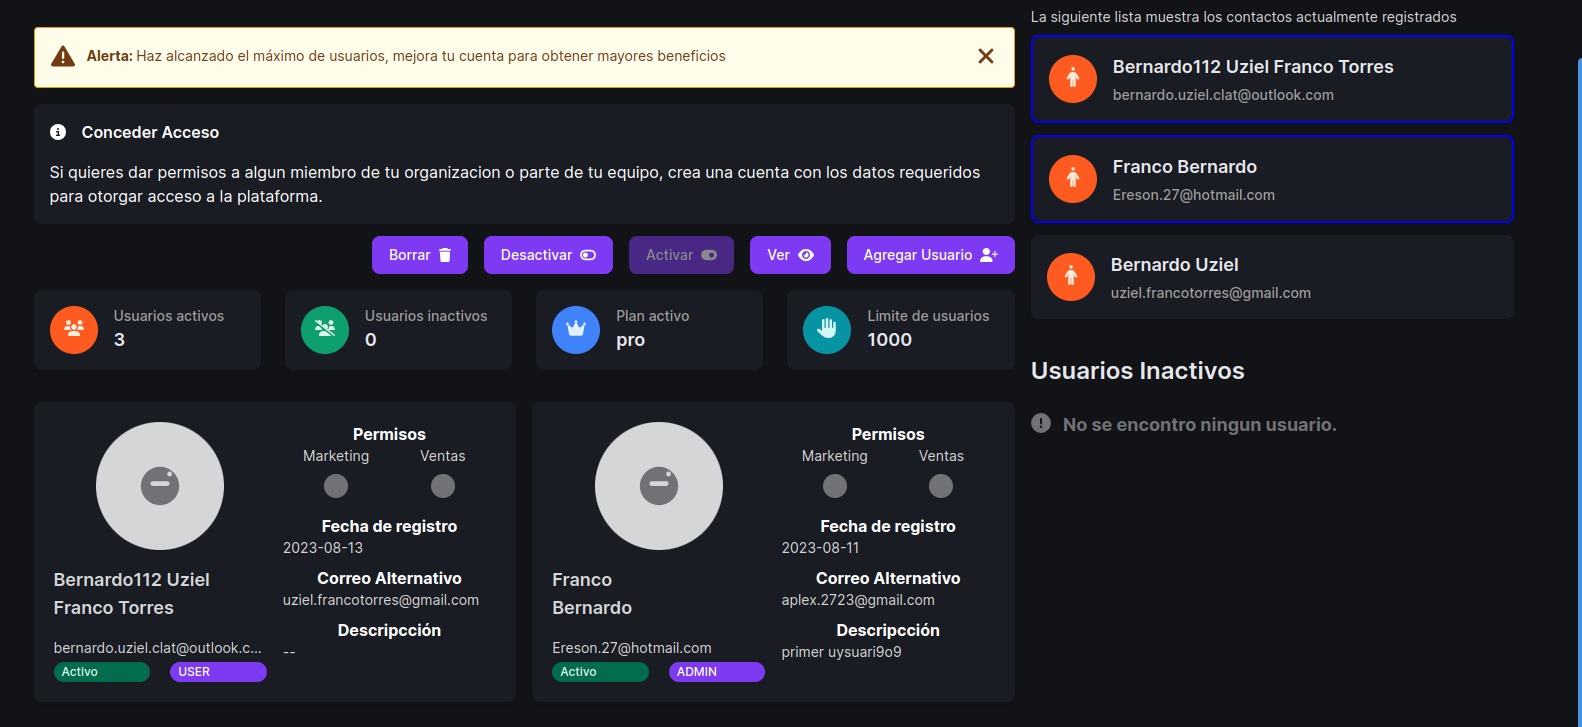 Alerta: Haz alcanzado el máximo de usuarios, mejora tu cuenta para obtener mayores beneficios
Conceder Acceso
Si quieres dar permisos a algun miembro de tu organizacion o parte de tu equipo, crea una cuenta con los datos requeridos
para otorgar acceso a la plataforma.
Borrar
Desactivar
Activar
Ver
Agregar Usuario
Usuarios activos
3
Usuarios inactivos
0
Plan activo
pro
Limite de usuarios
1000
Bernardo112 Uziel
Franco Torres
bernardo.uziel.clat@outlook.c...
Activo
USER
Permisos
Marketing
Ventas
Fecha de registro
2023-08-13
Correo Alternativo
uziel.francotorres@gmail.com
Descripcción
--
Franco
Bernardo
Ereson.27@hotmail.com
Activo
ADMIN
Permisos
Marketing
Ventas
Fecha de registro
2023-08-11
Correo Alternativo
aplex.2723@gmail.com
Descripcción
primer uysuari9o9
La siguiente lista muestra los contactos actualmente registrados
Bernardo112 Uziel Franco Torres
bernardo.uziel.clat@outlook.com
Franco Bernardo
Ereson.27@hotmail.com
Bernardo Uziel
uziel.francotorres@gmail.com
Usuarios Inactivos
No se encontro ningun usuario.